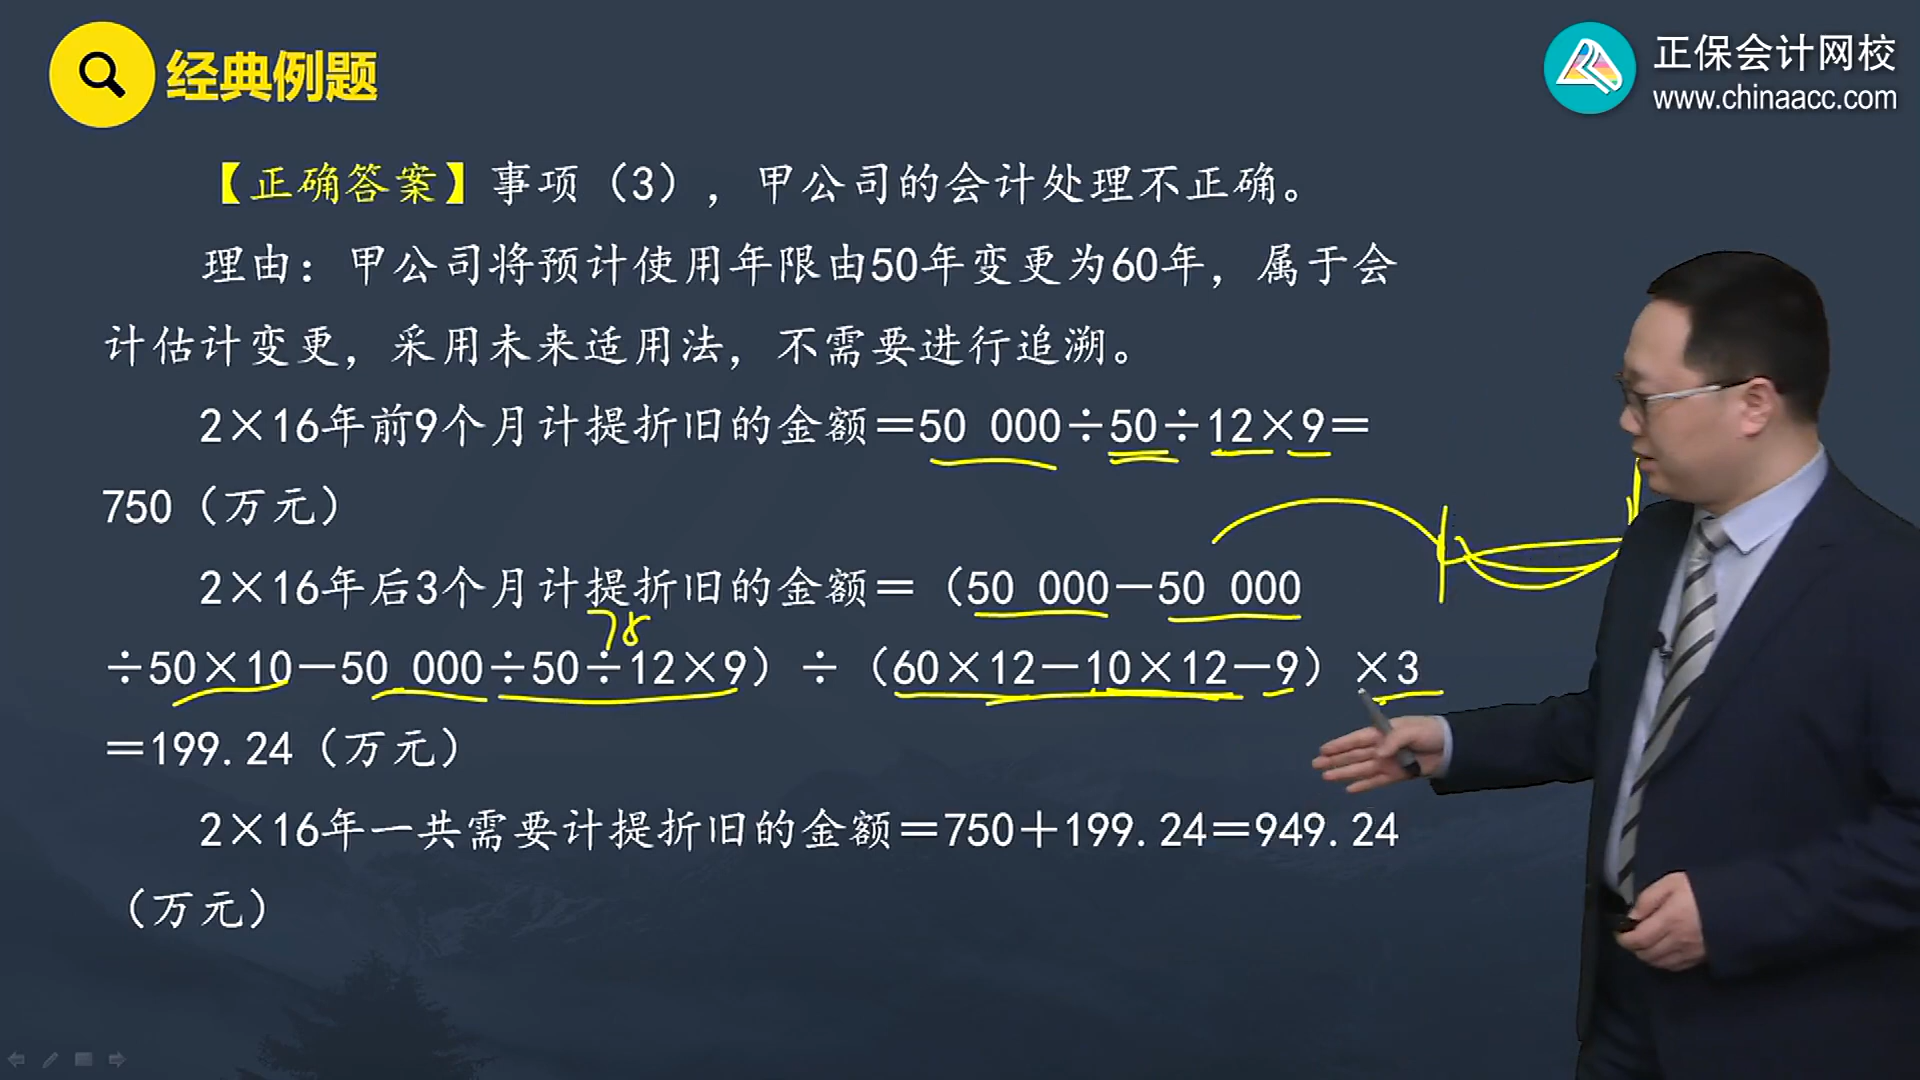 经典例题
正保会计网校
www.chinaacc.com
【正确答案】事项（3），甲公司的会计处理不正确。
理由：甲公司将预计使用年限由50年变更为60年，属于会
计估计变更，采用未来适用法，不需要进行追溯。
2×16年前9个月计提折旧的金额＝50 000÷50÷12×9＝
750（万元）
2×16年后3个月计提折旧的金额＝（50 000－50 000
78
÷50×10－50 000÷50÷12×9）÷（60×12－10×12－9）×3
＝199.24（万元）
2×16年一共需要计提折旧的金额＝750＋199.24＝949.24
（万元）